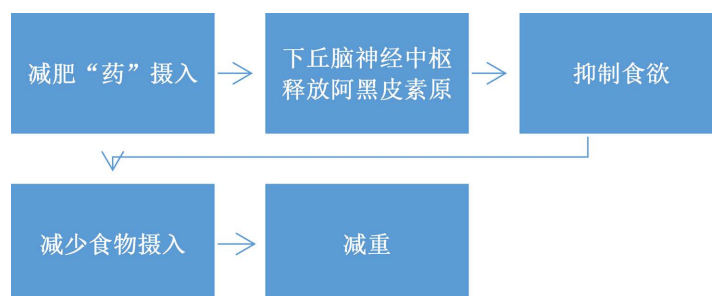 减肥“药”摄入
下丘脑神经中枢
释放阿黑皮素原
抑制食欲
减少食物摄入
减重